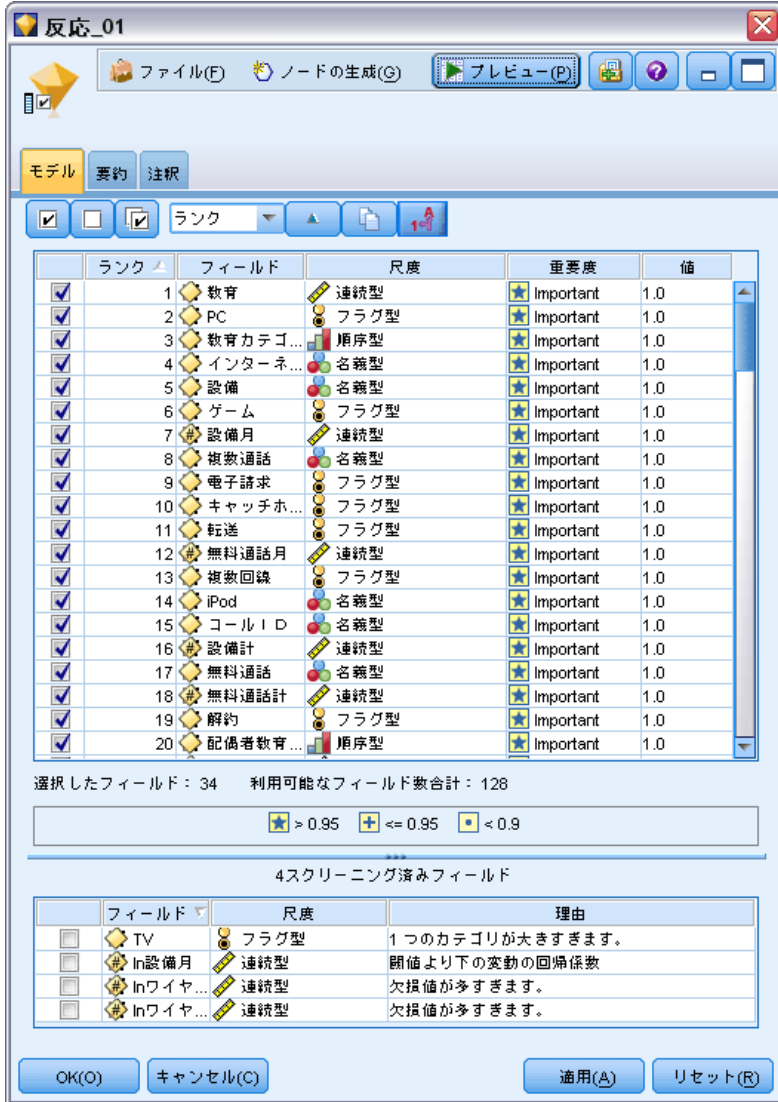 反応_01
ファイル(F) ノードの生成(G) プレビュー(P)
モデル 要約 注釈
ランク
ランク フィールド 尺度 重要度 値
1 教育 連続型 Important 1.0
2 PC フラグ型 Important 1.0
3 教育カテゴ... 順序型 Important 1.0
4 インターネ... 名義型 Important 1.0
5 設備 名義型 Important 1.0
6 ゲーム フラグ型 Important 1.0
7 設備月 連続型 Important 1.0
8 複数通話 名義型 Important 1.0
9 電子請求 フラグ型 Important 1.0
10 キャッチホ... フラグ型 Important 1.0
11 転送 フラグ型 Important 1.0
12 無料通話月 連続型 Important 1.0
13 複数回線 フラグ型 Important 1.0
14 iPod 名義型 Important 1.0
15 コールＩＤ 名義型 Important 1.0
16 設備計 連続型 Important 1.0
17 無料通話 名義型 Important 1.0
18 無料通話計 連続型 Important 1.0
19 解約 フラグ型 Important 1.0
20 配偶者教育... 順序型 Important 1.0
選択したフィールド： 34 利用可能なフィールド数合計： 128
> 0.95 <= 0.95 < 0.9
4スクリーニング済みフィールド
フィールド 尺度 理由
TV フラグ型 1 つのカテゴリが大きすぎます。
ln設備月 連続型 閾値より下の変動の回帰係数
lnワイヤ... 連続型 欠損値が多すぎます。
lnワイヤ... 連続型 欠損値が多すぎます。
OK(O) キャンセル(C) 適用(A) リセット(R)